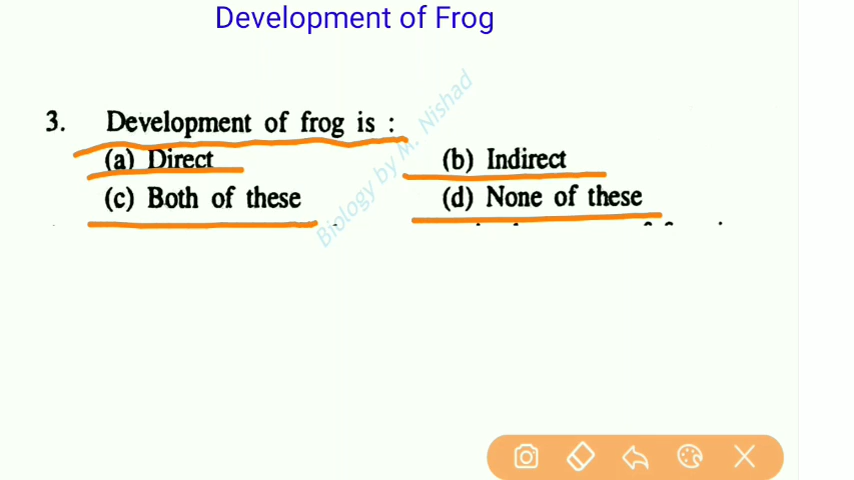 Development of Frog
3. Development of frog is :
(a) Direct (b) Indirect
(c) Both of these (d) None of these
Biology by M. Nishad